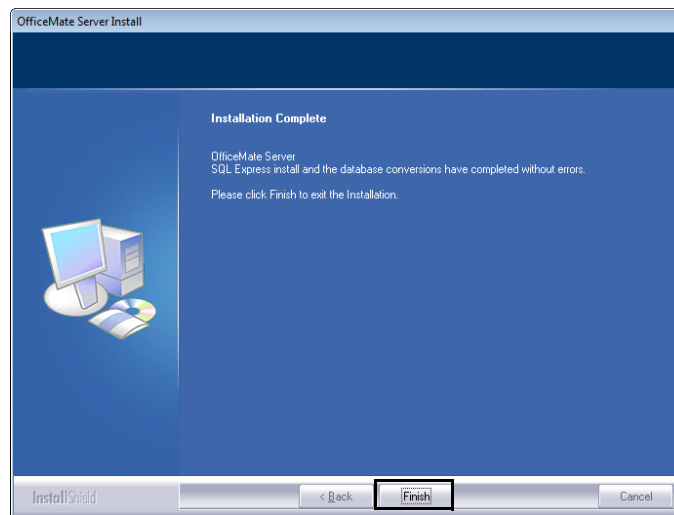 OfficeMate Server Install
Installation Complete
OfficeMate Server
SQL Express install and the database conversions have completed without errors.
Please click Finish to exit the Installation.
InstallShield
< Back
Finish
Cancel